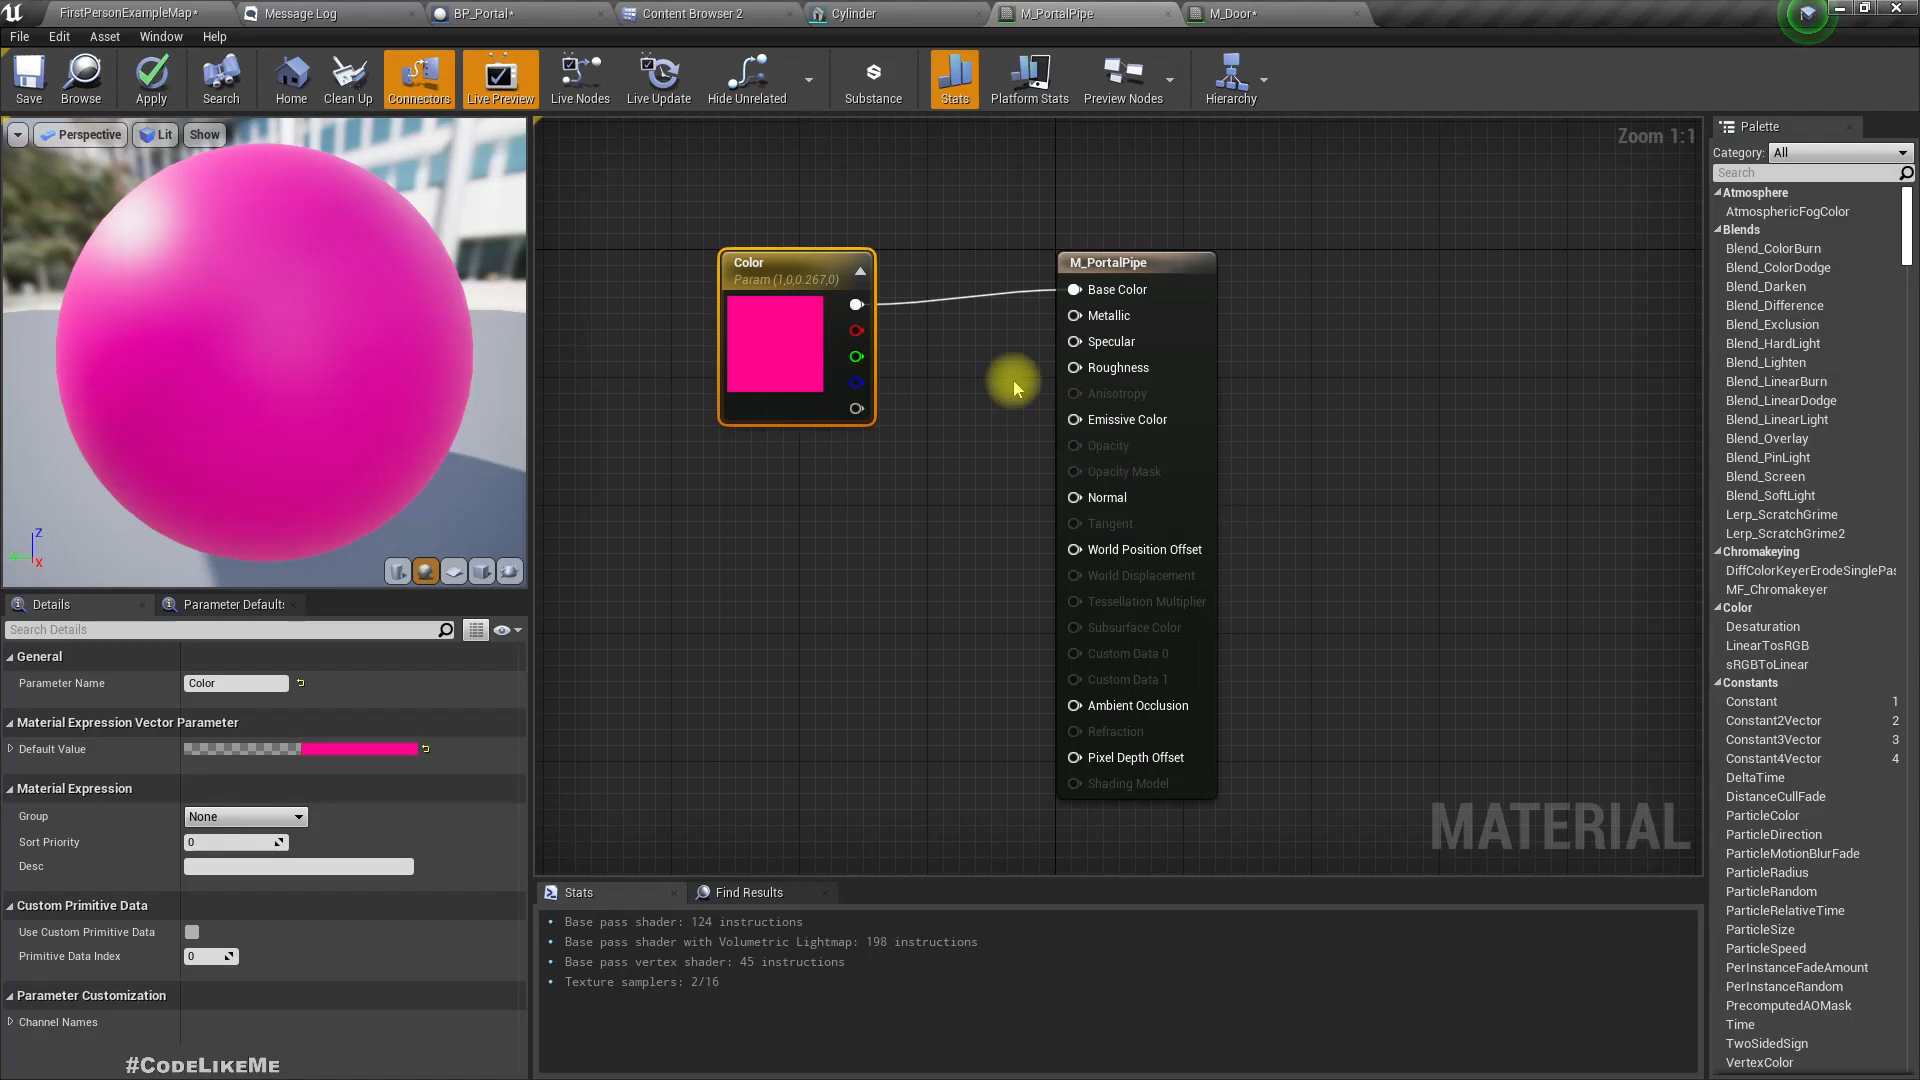 FirstPersonExampleMap*
Message Log
BP_Portal*
Content Browser 2
Cylinder
M_PortalPipe
M_Door*
File Edit Asset Window Help
Save
Browse
Apply
Search
Home
Clean Up
Connectors
Live Preview
Live Nodes
Live Update
Hide Unrelated
Substance
Stats
Platform Stats
Preview Nodes
Hierarchy
Perspective
Lit
Show
Z
X
Zoom 1:1
Color
Param (1,0,0.267,0)
M_PortalPipe
Base Color
Metallic
Specular
Roughness
Anisotropy
Emissive Color
Opacity
Opacity Mask
Normal
Tangent
World Position Offset
World Displacement
Tessellation Multiplier
Subsurface Color
Custom Data 0
Custom Data 1
Ambient Occlusion
Refraction
Pixel Depth Offset
Shading Model
MATERIAL
Details
Parameter Defaults
Search Details
General
Parameter Name
Color
Material Expression Vector Parameter
Default Value
Material Expression
Group
None
Sort Priority
0
Desc
Custom Primitive Data
Use Custom Primitive Data
Primitive Data Index
0
Parameter Customization
Channel Names
#CodeLikeMe
Stats
Find Results
Base pass shader: 124 instructions
Base pass shader with Volumetric Lightmap: 198 instructions
Base pass vertex shader: 45 instructions
Texture samplers: 2/16
Palette
Category: All
Search
Atmosphere
AtmosphericFogColor
Blends
Blend_ColorBurn
Blend_ColorDodge
Blend_Darken
Blend_Difference
Blend_Exclusion
Blend_HardLight
Blend_Lighten
Blend_LinearBurn
Blend_LinearDodge
Blend_LinearLight
Blend_Overlay
Blend_PinLight
Blend_Screen
Blend_SoftLight
Lerp_ScratchGrime
Lerp_ScratchGrime2
Chromakeying
DiffColorKeyerErodeSinglePas
MF_Chromakeyer
Color
Desaturation
LinearTosRGB
sRGBToLinear
Constants
Constant 1
Constant2Vector 2
Constant3Vector 3
Constant4Vector 4
DeltaTime
DistanceCullFade
ParticleColor
ParticleDirection
ParticleMotionBlurFade
ParticleRadius
ParticleRandom
ParticleRelativeTime
ParticleSize
ParticleSpeed
PerInstanceFadeAmount
PerInstanceRandom
PrecomputedAOMask
Time
TwoSidedSign
VertexColor